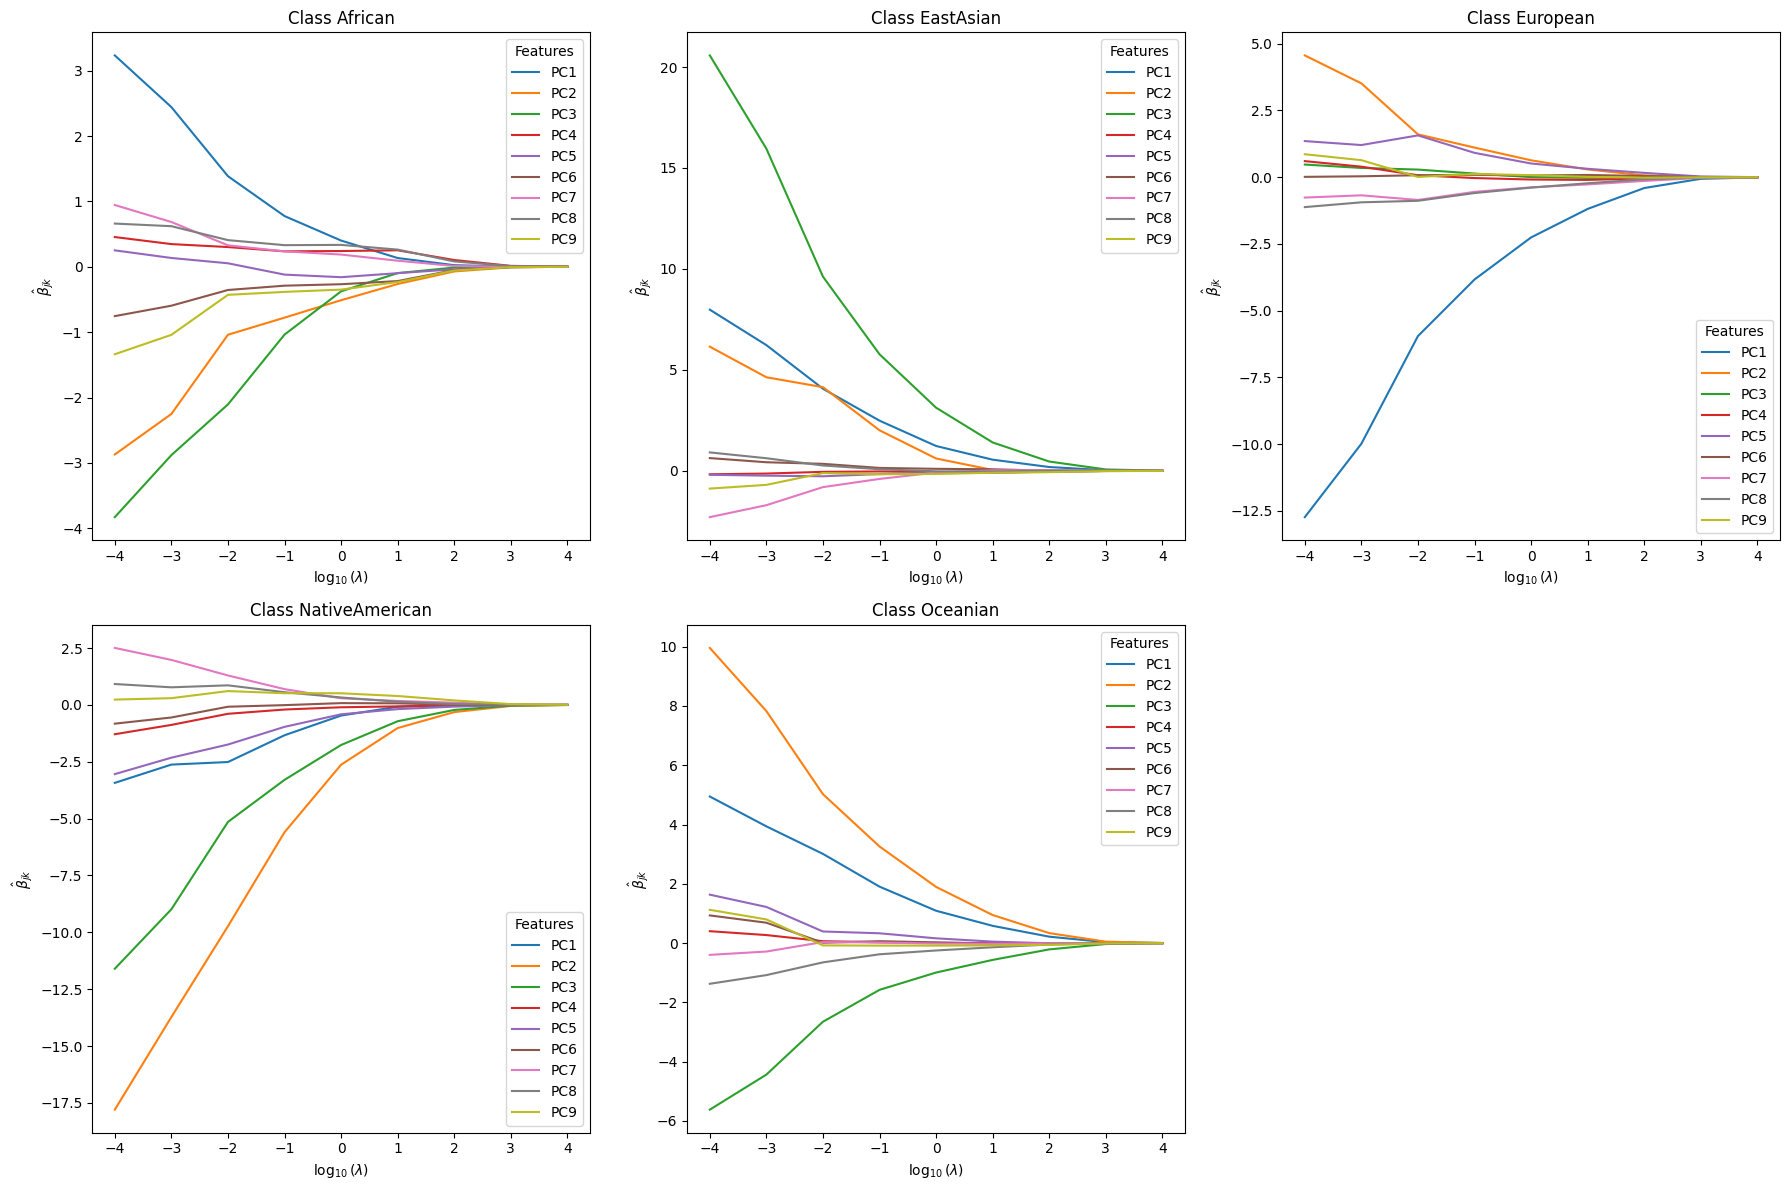 Class African
Features
PC1
PC2
PC3
PC4
PC5
PC6
PC7
PC8
PC9
3
2
1
0
−1
−2
−3
−4
β̂jk
−4 −3 −2 −1 0 1 2 3 4
log10(λ)
Class EastAsian
Features
PC1
PC2
PC3
PC4
PC5
PC6
PC7
PC8
PC9
20
15
10
5
0
β̂jk
−4 −3 −2 −1 0 1 2 3 4
log10(λ)
Class European
5.0
2.5
0.0
−2.5
−5.0
−7.5
−10.0
−12.5
β̂jk
Features
PC1
PC2
PC3
PC4
PC5
PC6
PC7
PC8
PC9
−4 −3 −2 −1 0 1 2 3 4
log10(λ)
Class NativeAmerican
2.5
0.0
−2.5
−5.0
−7.5
−10.0
−12.5
−15.0
−17.5
β̂jk
Features
PC1
PC2
PC3
PC4
PC5
PC6
PC7
PC8
PC9
−4 −3 −2 −1 0 1 2 3 4
log10(λ)
Class Oceanian
Features
PC1
PC2
PC3
PC4
PC5
PC6
PC7
PC8
PC9
10
8
6
4
2
0
−2
−4
−6
β̂jk
−4 −3 −2 −1 0 1 2 3 4
log10(λ)